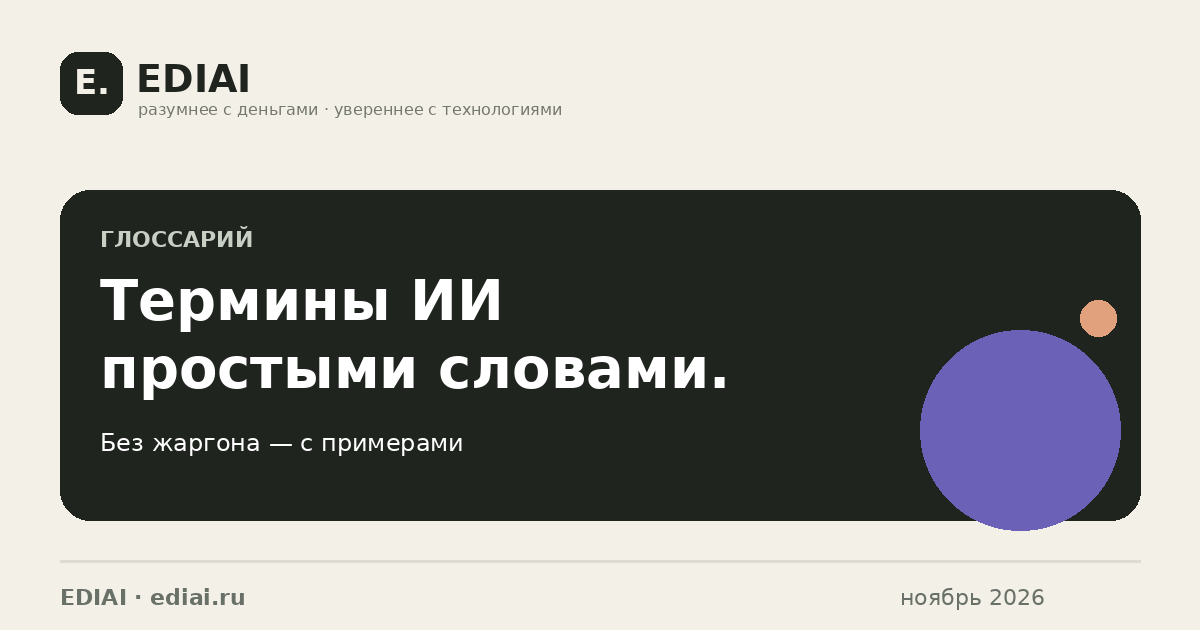 E.
EDIAI
разумнее с деньгами · увереннее с технологиями
ГЛОССАРИЙ
Термины ИИ
простыми словами.
Без жаргона — с примерами
EDIAI · ediai.ru
ноябрь 2026